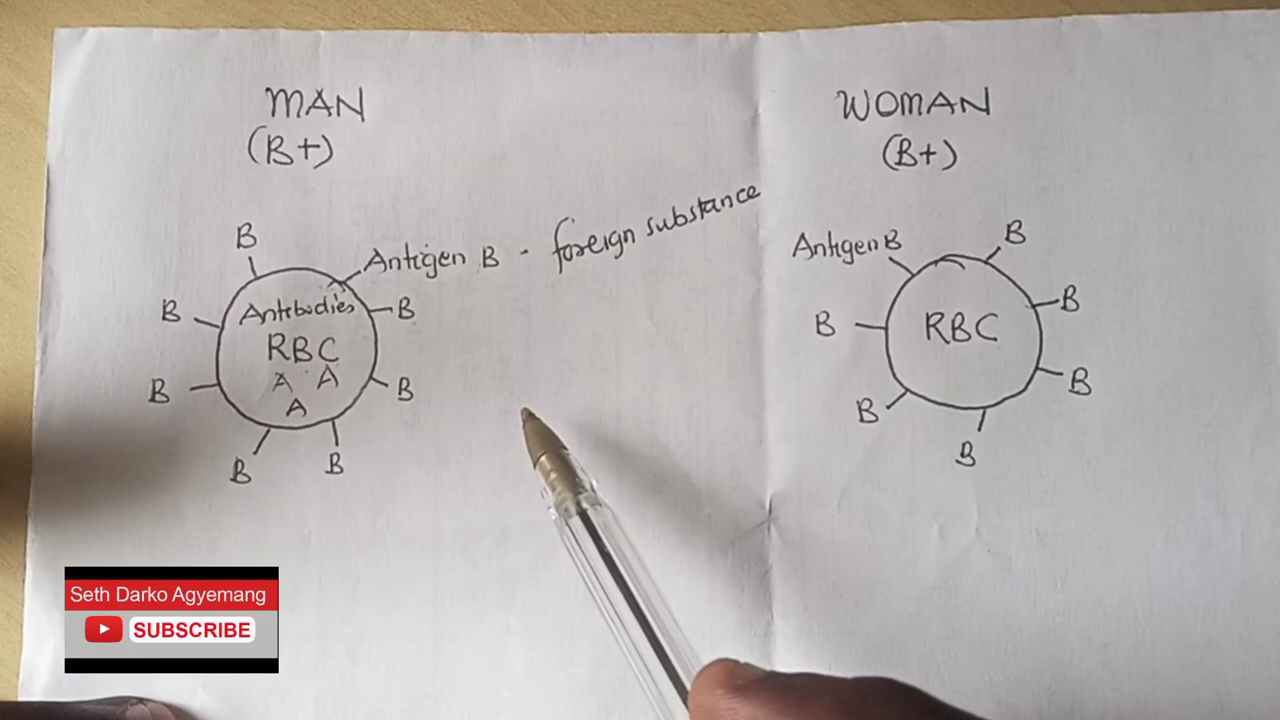 MAN
(B+)
WOMAN
(B+)
B
Antigen B - foreign substance
B
Antibodies
B
RBC
A A
A
B
B
B
B
Antigen B
B
B
B
RBC
B
B
B
Seth Darko Agyemang
SUBSCRIBE